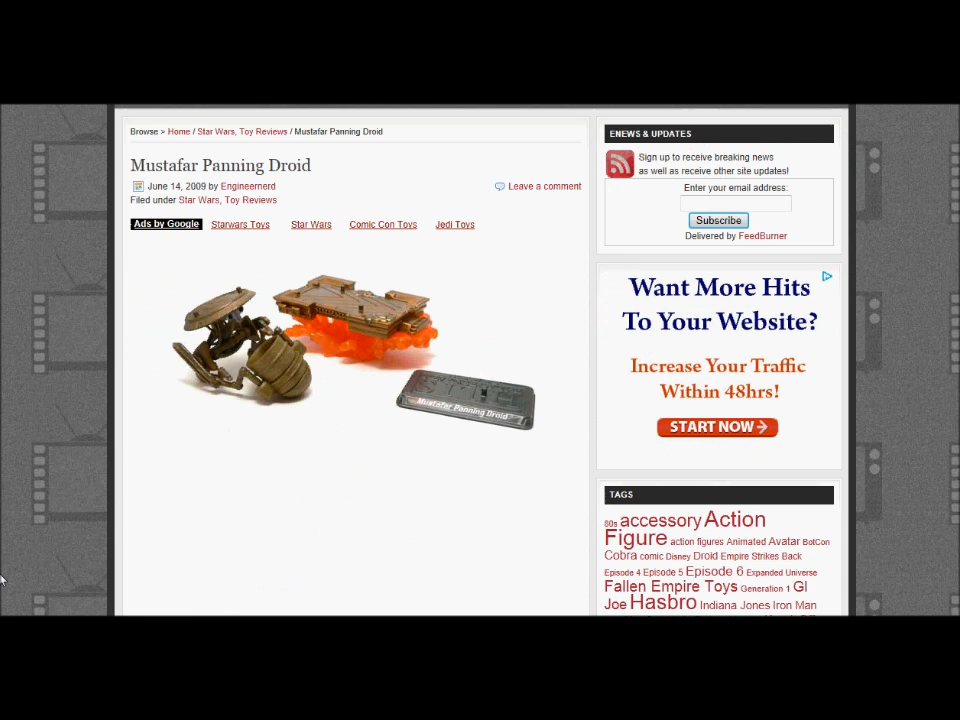 Browse > Home / Star Wars, Toy Reviews / Mustafar Panning Droid
Mustafar Panning Droid
June 14, 2009 by Engineernerd
Leave a comment
Filed under Star Wars, Toy Reviews
Ads by Google Starwars Toys Star Wars Comic Con Toys Jedi Toys
Mustafar Panning Droid
ENEWS & UPDATES
Sign up to receive breaking news
as well as receive other site updates!
Enter your email address:
Subscribe
Delivered by FeedBurner
Want More Hits
To Your Website?
Increase Your Traffic
Within 48hrs!
START NOW
TAGS
80s accessory Action
Figure action figures Animated Avatar BotCon
Cobra comic Disney Droid Empire Strikes Back
Episode 4 Episode 5 Episode 6 Expanded Universe
Fallen Empire Toys Generation 1 GI
Joe Hasbro Indiana Jones Iron Man